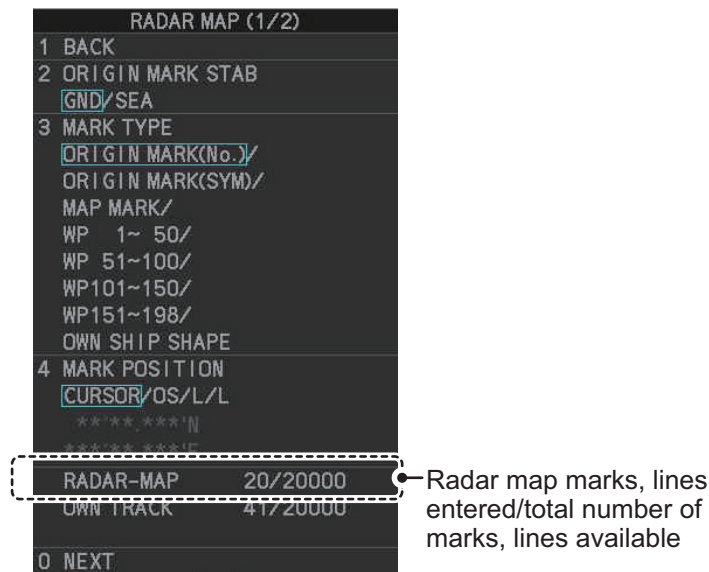 RADAR MAP (1/2)
1 BACK
2 ORIGIN MARK STAB
GND/SEA
3 MARK TYPE
ORIGIN MARK(No.)/
ORIGIN MARK(SYM)/
MAP MARK/
WP 1~ 50/
WP 51~100/
WP101~150/
WP151~198/
OWN SHIP SHAPE
4 MARK POSITION
CURSOR/OS/L/L
**'**.***'N
***'**.***'E
RADAR-MAP 20/20000
OWN TRACK 41/20000
0 NEXT
Radar map marks, lines
entered/total number of
marks, lines available